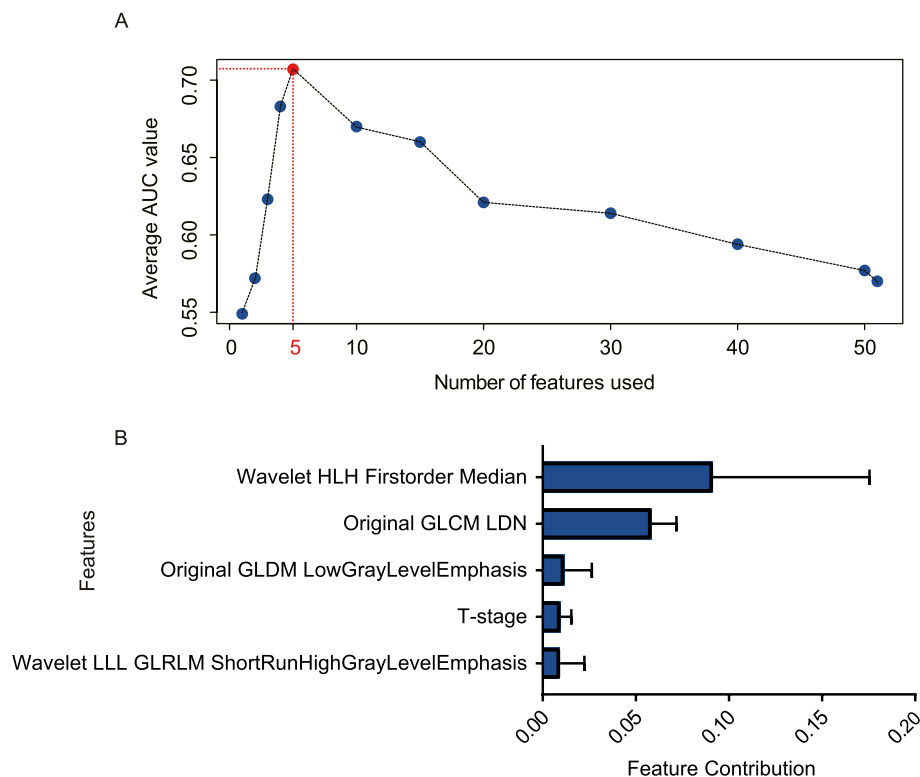 A
Average AUC value
0.70
0.65
0.60
0.55
0 5 10 20 30 40 50
Number of features used
B
Features
Wavelet HLH Firstorder Median
Original GLCM LDN
Original GLDM LowGrayLevelEmphasis
T-stage
Wavelet LLL GLRLM ShortRunHighGrayLevelEmphasis
0.00 0.05 0.10 0.15 0.20
Feature Contribution